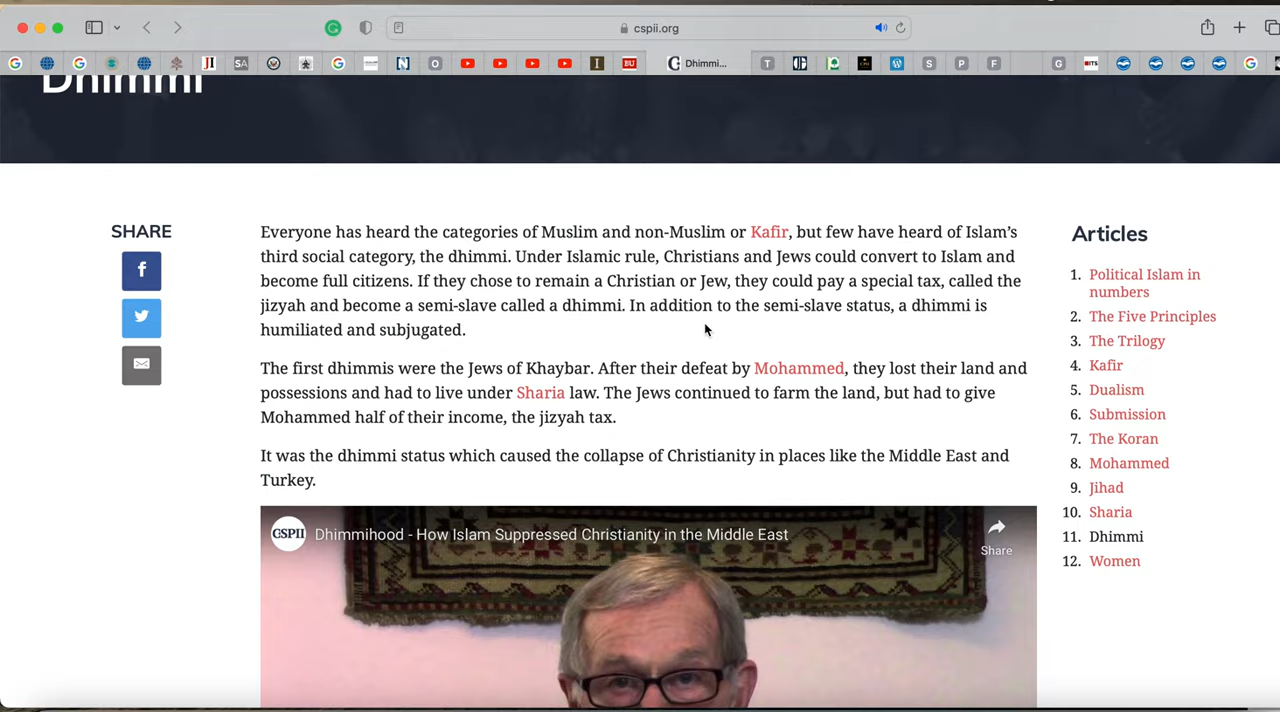 cspii.org
G G JI SA G N O I BU G Dhimmi... T S P F G BITS G
Dhimmi
SHARE
Everyone has heard the categories of Muslim and non-Muslim or Kafir, but few have heard of Islam's
third social category, the dhimmi. Under Islamic rule, Christians and Jews could convert to Islam and
become full citizens. If they chose to remain a Christian or Jew, they could pay a special tax, called the
jizyah and become a semi-slave called a dhimmi. In addition to the semi-slave status, a dhimmi is
humiliated and subjugated.
The first dhimmis were the Jews of Khaybar. After their defeat by Mohammed, they lost their land and
possessions and had to live under Sharia law. The Jews continued to farm the land, but had to give
Mohammed half of their income, the jizyah tax.
It was the dhimmi status which caused the collapse of Christianity in places like the Middle East and
Turkey.
CSPII Dhimmihood - How Islam Suppressed Christianity in the Middle East
Share
Articles
1. Political Islam in
numbers
2. The Five Principles
3. The Trilogy
4. Kafir
5. Dualism
6. Submission
7. The Koran
8. Mohammed
9. Jihad
10. Sharia
11. Dhimmi
12. Women